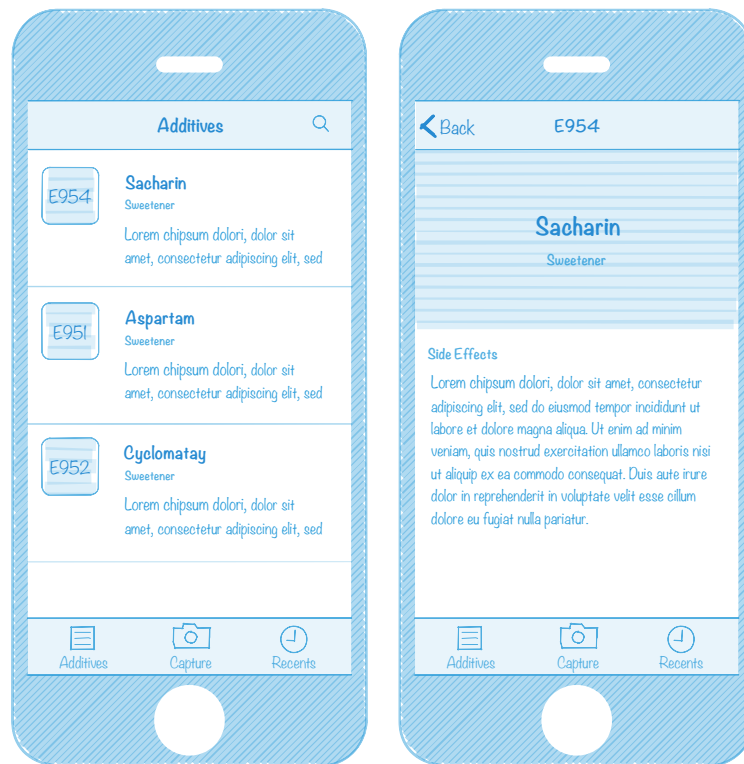 Additives
E954
Sacharin
Sweetener
Lorem chipsum dolori, dolor sit
amet, consectetur adipiscing elit, sed
E951
Aspartam
Sweetener
Lorem chipsum dolori, dolor sit
amet, consectetur adipiscing elit, sed
E952
Cyclomatay
Sweetener
Lorem chipsum dolori, dolor sit
amet, consectetur adipiscing elit, sed
Additives Capture Recents
Back E954
Sacharin
Sweetener
Side Effects
Lorem chipsum dolori, dolor sit amet, consectetur
adipiscing elit, sed do eiusmod tempor incididunt ut
labore et dolore magna aliqua. Ut enim ad minim
veniam, quis nostrud exercitation ullamco laboris nisi
ut aliquip ex ea commodo consequat. Duis aute irure
dolor in reprehenderit in voluptate velit esse cillum
dolore eu fugiat nulla pariatur.
Additives Capture Recents